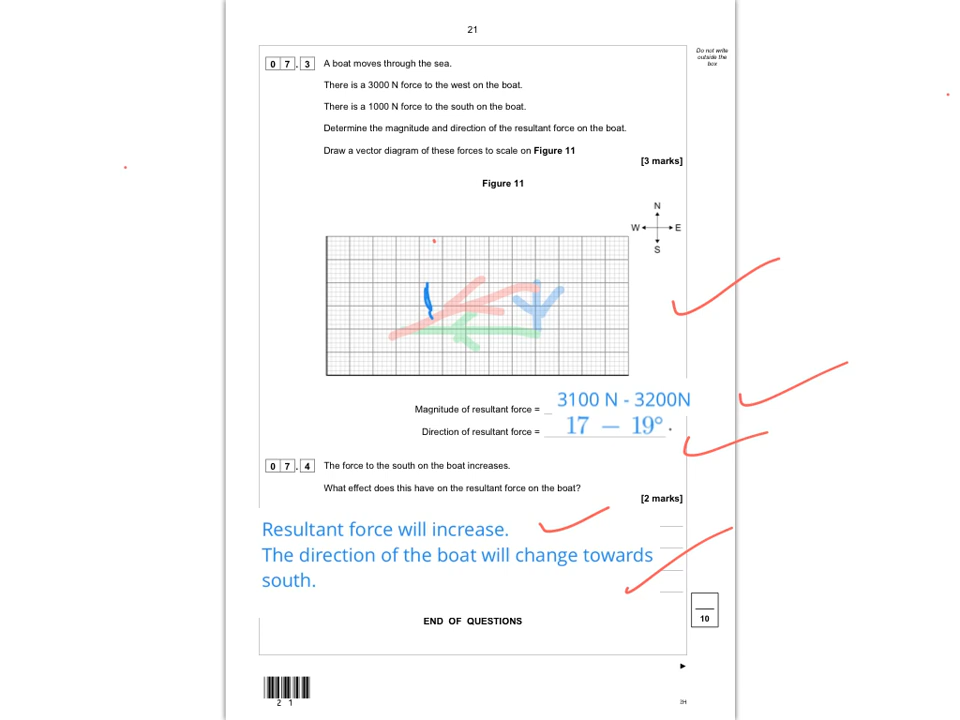 21
Do not write
outside the
box
0 7 . 3 A boat moves through the sea.
There is a 3000 N force to the west on the boat.
There is a 1000 N force to the south on the boat.
Determine the magnitude and direction of the resultant force on the boat.
Draw a vector diagram of these forces to scale on Figure 11
[3 marks]
Figure 11
N
W E
S
Magnitude of resultant force = 3100 N - 3200N
Direction of resultant force = 17 – 19° .
0 7 . 4 The force to the south on the boat increases.
What effect does this have on the resultant force on the boat?
[2 marks]
Resultant force will increase.
The direction of the boat will change towards
south.
10
END OF QUESTIONS
2 1